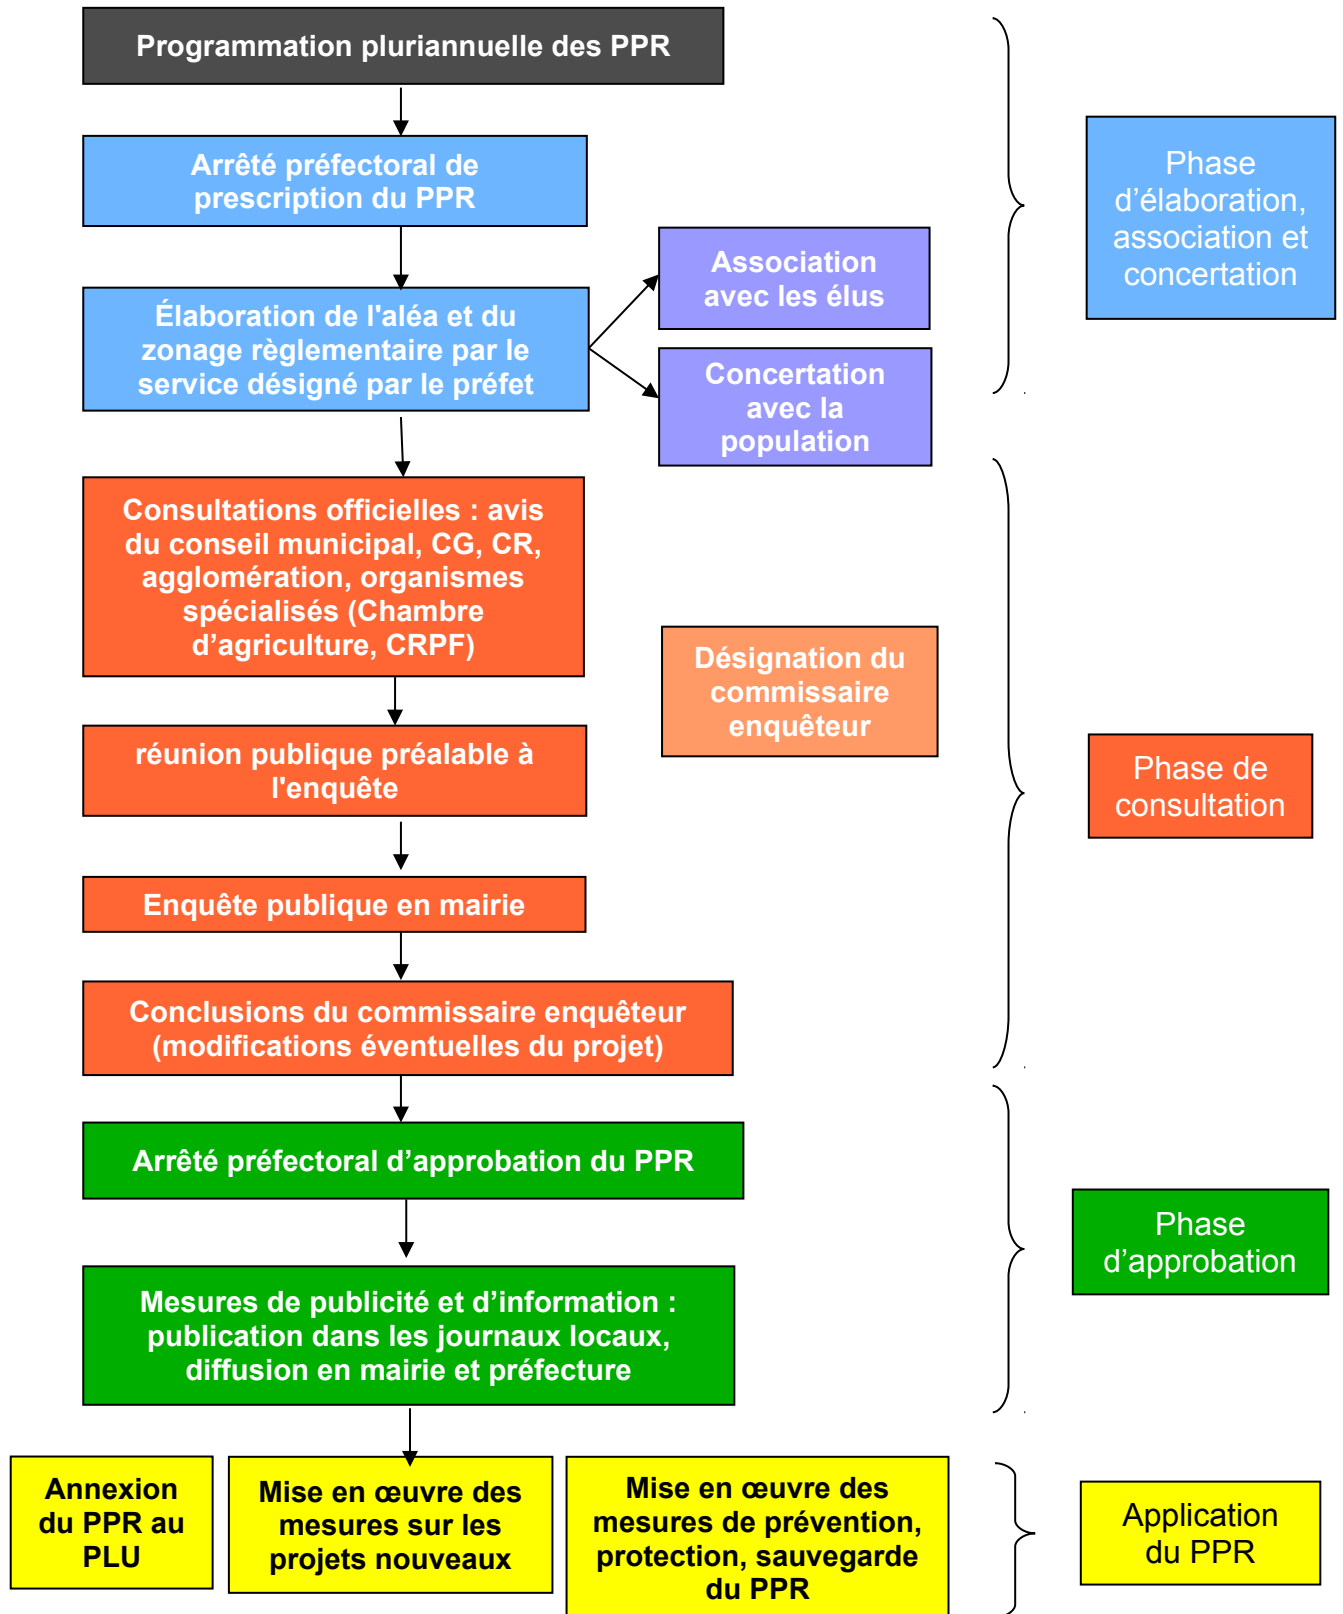 Programmation pluriannuelle des PPR
Arrêté préfectoral de
prescription du PPR
Élaboration de l'aléa et du
zonage règlementaire par le
service désigné par le préfet
Association
avec les élus
Concertation
avec la
population
Phase
d’élaboration,
association et
concertation
Consultations officielles : avis
du conseil municipal, CG, CR,
agglomération, organismes
spécialisés (Chambre
d’agriculture, CRPF)
Désignation du
commissaire
enquêteur
réunion publique préalable à
l'enquête
Enquête publique en mairie
Conclusions du commissaire enquêteur
(modifications éventuelles du projet)
Phase de
consultation
Arrêté préfectoral d’approbation du PPR
Mesures de publicité et d’information :
publication dans les journaux locaux,
diffusion en mairie et préfecture
Phase
d’approbation
Annexion
du PPR au
PLU
Mise en œuvre des
mesures sur les
projets nouveaux
Mise en œuvre des
mesures de prévention,
protection, sauvegarde
du PPR
Application
du PPR